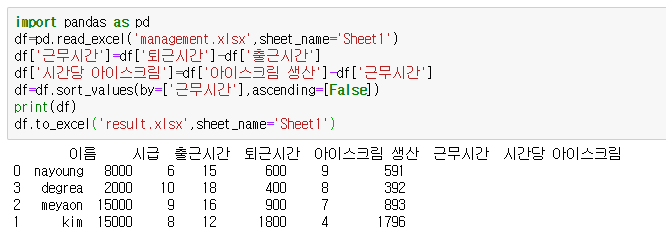 import pandas as pd
df=pd.read_excel('management.xlsx',sheet_name='Sheet1')
df['근무시간']=df['퇴근시간']-df['출근시간']
df['시간당 아이스크림']=df['아이스크림 생산']-df['근무시간']
df=df.sort_values(by=['근무시간'],ascending=[False])
print(df)
df.to_excel('result.xlsx',sheet_name='Sheet1')
이름 시급 출근시간 퇴근시간 아이스크림 생산 근무시간 시간당 아이스크림
0 nayoung 8000 6 15 600 9 591
3 degrea 2000 10 18 400 8 392
2 meyaon 15000 9 16 900 7 893
1 kim 15000 8 12 1800 4 1796